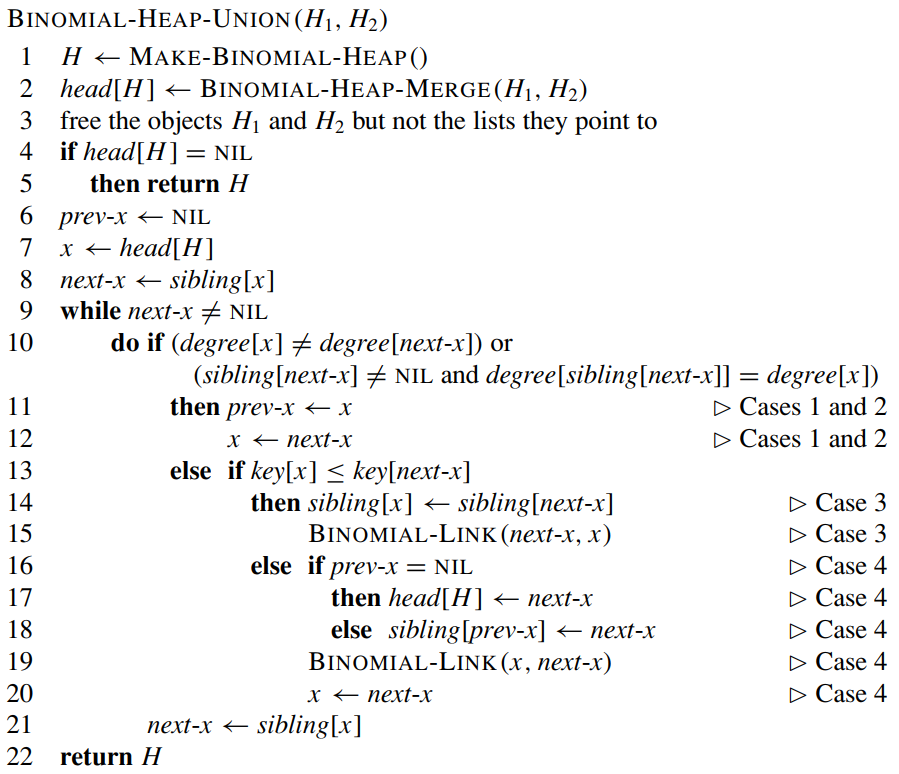 BINOMIAL-HEAP-UNION(H₁, H₂)
1 H ← MAKE-BINOMIAL-HEAP()
2 head[H] ← BINOMIAL-HEAP-MERGE(H₁, H₂)
3 free the objects H₁ and H₂ but not the lists they point to
4 if head[H] = NIL
5 then return H
6 prev-x ← NIL
7 x ← head[H]
8 next-x ← sibling[x]
9 while next-x ≠ NIL
10 do if (degree[x] ≠ degree[next-x]) or
(sibling[next-x] ≠ NIL and degree[sibling[next-x]] = degree[x])
11 then prev-x ← x ▷ Cases 1 and 2
12 x ← next-x ▷ Cases 1 and 2
13 else if key[x] ≤ key[next-x]
14 then sibling[x] ← sibling[next-x] ▷ Case 3
15 BINOMIAL-LINK(next-x, x) ▷ Case 3
16 else if prev-x = NIL ▷ Case 4
17 then head[H] ← next-x ▷ Case 4
18 else sibling[prev-x] ← next-x ▷ Case 4
19 BINOMIAL-LINK(x, next-x) ▷ Case 4
20 x ← next-x ▷ Case 4
21 next-x ← sibling[x]
22 return H